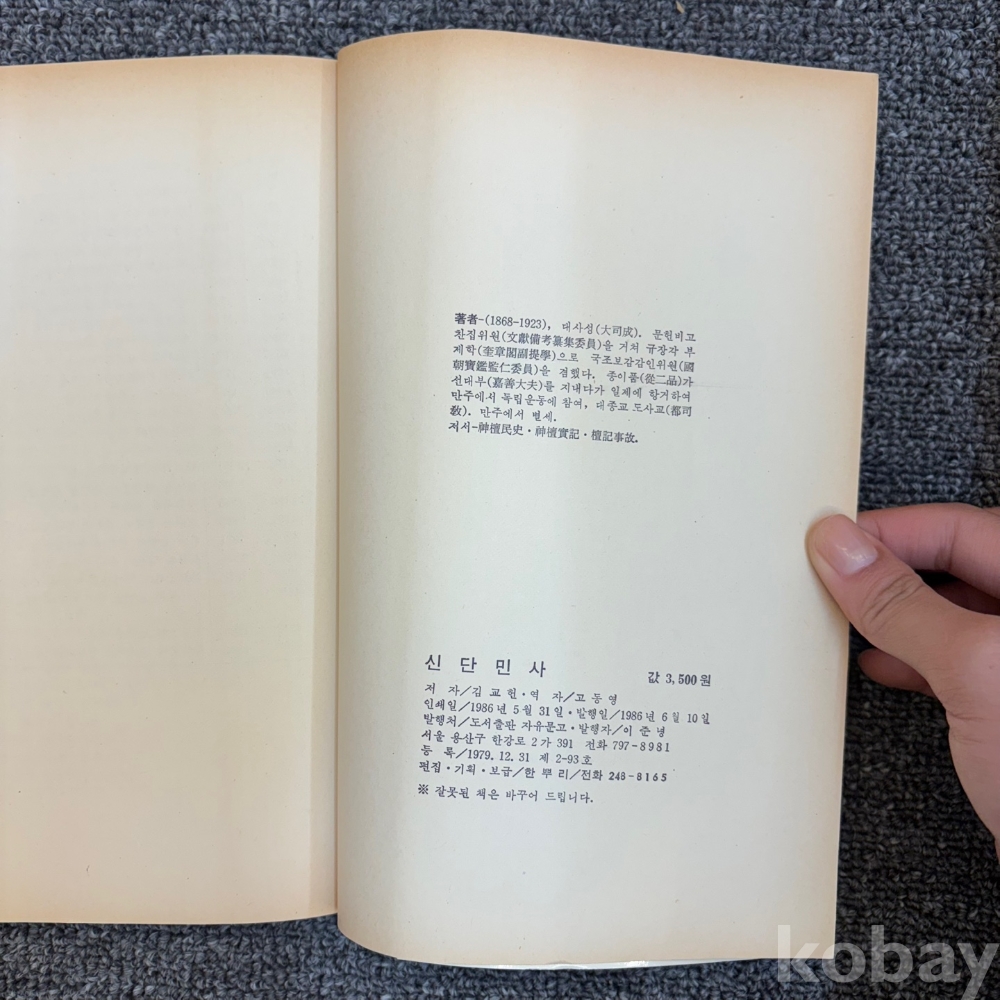 著者-(1868-1923), 대사성(大司成). 문헌비고
찬집위원(文獻備考纂集委員)을 거처 규장각 부
제학(奎章閣副提學)으로 국조보감감인위원(國
朝寶鑑監仁委員)을 겸했다. 종이품(從二品)가
선대부(嘉善大夫)를 지내다가 일제에 항거하여
만주에서 독립운동에 참여, 대종교 도사교(都司
敎). 만주에서 별세.
저서-神檀民史・神檀實記・檀記事故.
신 단 민 사 값 3,500원
저 자/김 교 헌・역 자/고 동 영
인쇄일/1986년 5월 31일・발행일/1986년 6월 10일
발행처/도서출판 자유문고・발행자/이 준 녕
서울 용산구 한강로 2가 391 전화 797-8981
등 록/1979. 12. 31 제 2-93호
편집・기획・보급/한 뿌 리/전화 248-8165
※ 잘못된 책은 바꾸어 드립니다.
kobay